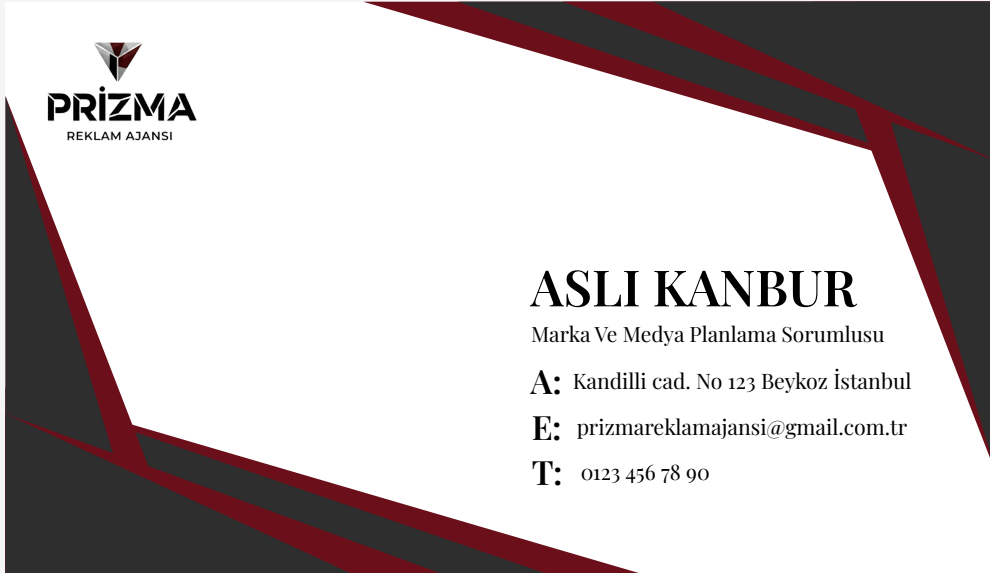 PRİZMA
REKLAM AJANSI
ASLI KANBUR
Marka Ve Medya Planlama Sorumlusu
A: Kandilli cad. No 123 Beykoz İstanbul
E: prizmareklamajansi@gmail.com.tr
T: 0123 456 78 90